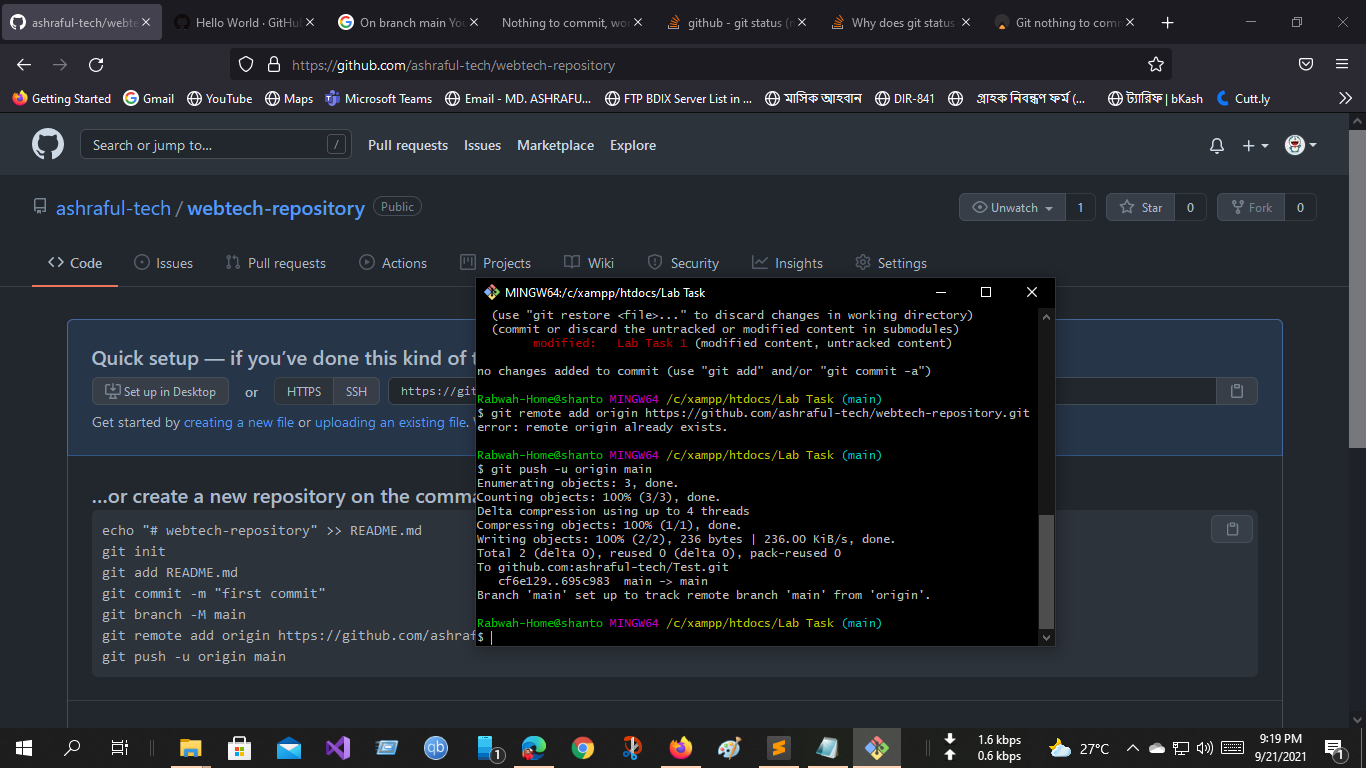 ashraful-tech/webte
Hello World · GitHu
On branch main You
Nothing to commit, wo
github - git status (n
Why does git status
Git nothing to com
https://github.com/ashraful-tech/webtech-repository
Getting Started
Gmail
YouTube
Maps
Microsoft Teams
Email - MD. ASHRAFU...
FTP BDIX Server List in ...
মাসিক আহবান
DIR-841
গ্রাহক নিবন্ধণ ফর্ম (...
ট্যারিফ | bKash
Cutt.ly
Search or jump to...
/
Pull requests
Issues
Marketplace
Explore
ashraful-tech / webtech-repository
Public
Unwatch
1
Star
0
Fork
0
Code
Issues
Pull requests
Actions
Projects
Wiki
Security
Insights
Settings
Quick setup — if you've done this kind of t
Set up in Desktop
or
HTTPS
SSH
https://git
Get started by creating a new file or uploading an existing file.
...or create a new repository on the comma
echo "# webtech-repository" >> README.md
git init
git add README.md
git commit -m "first commit"
git branch -M main
git remote add origin https://github.com/ashraf
git push -u origin main
MINGW64:/c/xampp/htdocs/Lab Task
(use "git restore <file>..." to discard changes in working directory)
(commit or discard the untracked or modified content in submodules)
modified: Lab Task 1 (modified content, untracked content)
no changes added to commit (use "git add" and/or "git commit -a")
Rabwah-Home@shanto MINGW64 /c/xampp/htdocs/Lab Task (main)
$ git remote add origin https://github.com/ashraful-tech/webtech-repository.git
error: remote origin already exists.
Rabwah-Home@shanto MINGW64 /c/xampp/htdocs/Lab Task (main)
$ git push -u origin main
Enumerating objects: 3, done.
Counting objects: 100% (3/3), done.
Delta compression using up to 4 threads
Compressing objects: 100% (1/1), done.
Writing objects: 100% (2/2), 236 bytes | 236.00 KiB/s, done.
Total 2 (delta 0), reused 0 (delta 0), pack-reused 0
To github.com:ashraful-tech/Test.git
cf6e129..695c983 main -> main
Branch 'main' set up to track remote branch 'main' from 'origin'.
Rabwah-Home@shanto MINGW64 /c/xampp/htdocs/Lab Task (main)
$
qb
1
1.6 kbps
0.6 kbps
27°C
9:19 PM
9/21/2021
1